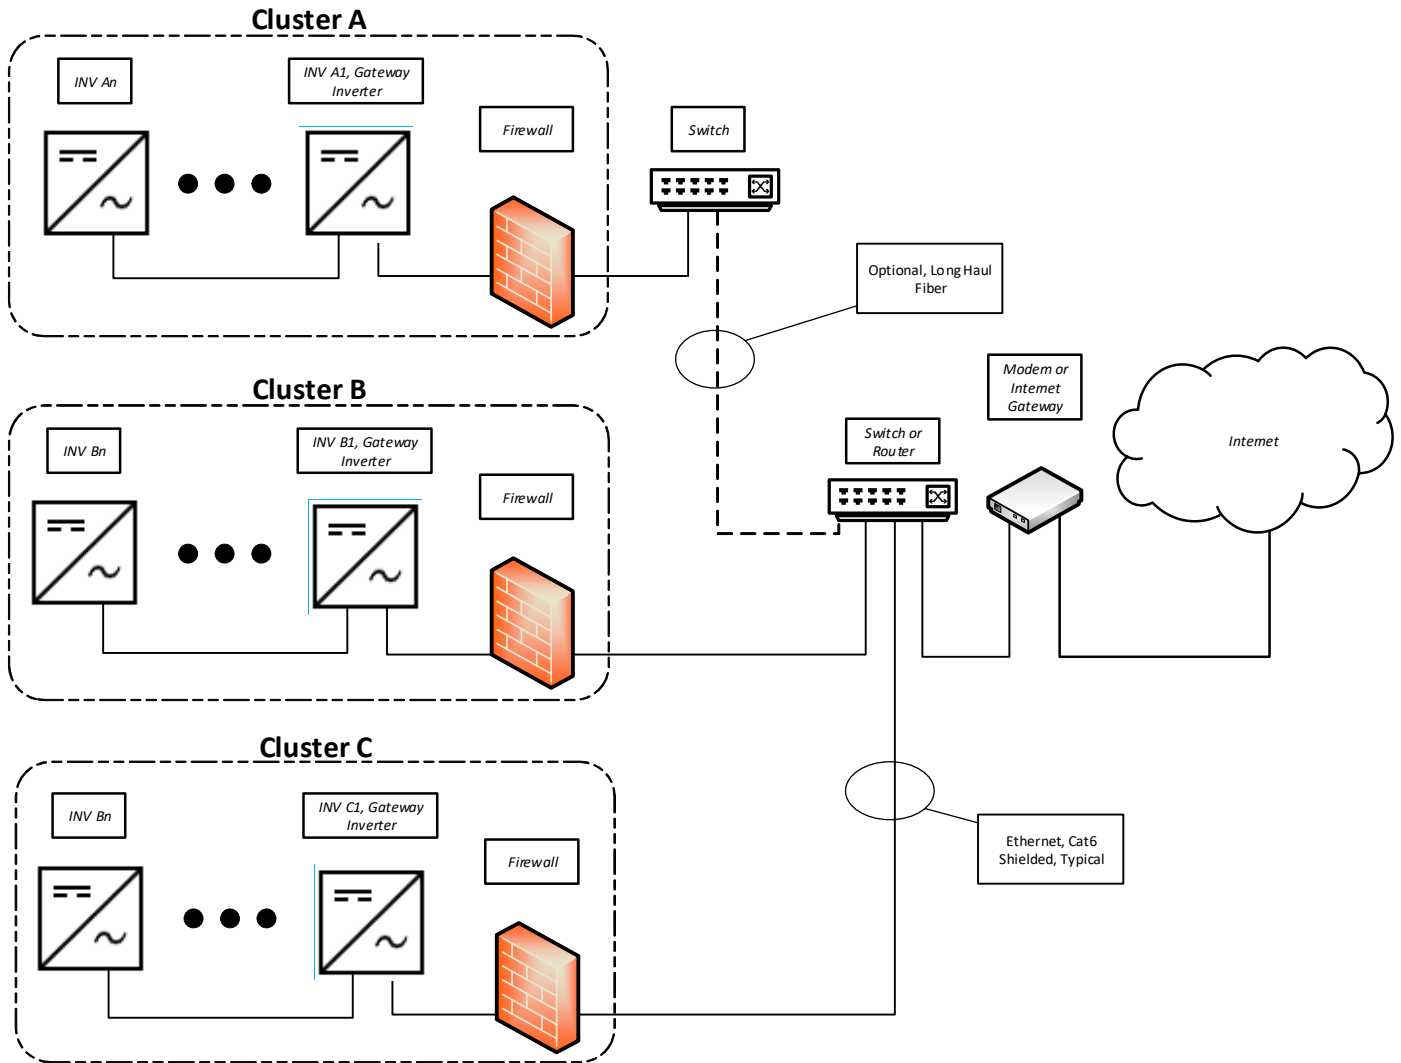 Cluster A
INV An
INV A1, Gateway
Inverter
Firewall
Switch
Optional, Long Haul
Fiber
Cluster B
INV Bn
INV B1, Gateway
Inverter
Firewall
Switch or
Router
Modem or
Internet
Gateway
Internet
Cluster C
INV Bn
INV C1, Gateway
Inverter
Firewall
Ethernet, Cat6
Shielded, Typical